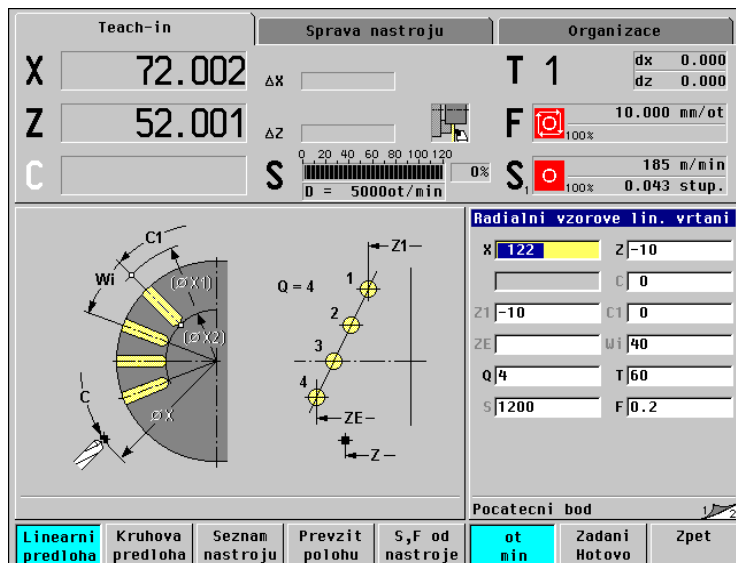 Teach-in
Sprava nastroju
Organizace
X 72.002 ΔX
T 1
dx 0.000
dz 0.000
Z 52.001 ΔZ
F 100% 10.000 mm/ot
C
S 0 20 40 60 80 100 120 0%
D = 5000ot/min
S1 100% 185 m/min
0.043 stup.
C1
Wi
(⌀X1)
(⌀X2)
⌀X
C
Q = 4
Z1
1
2
3
4
ZE
Z
Radialni vzorove lin. vrtani
X 122 Z -10
C 0
Z1 -10 C1 0
ZE Wi 40
Q 4 T 60
S 1200 F 0.2
Pocatecni bod 1 2
Linearni predloha
Kruhova predloha
Seznam nastroju
Prevzit polohu
S,F od nastroje
ot min
Zadani Hotovo
Zpet